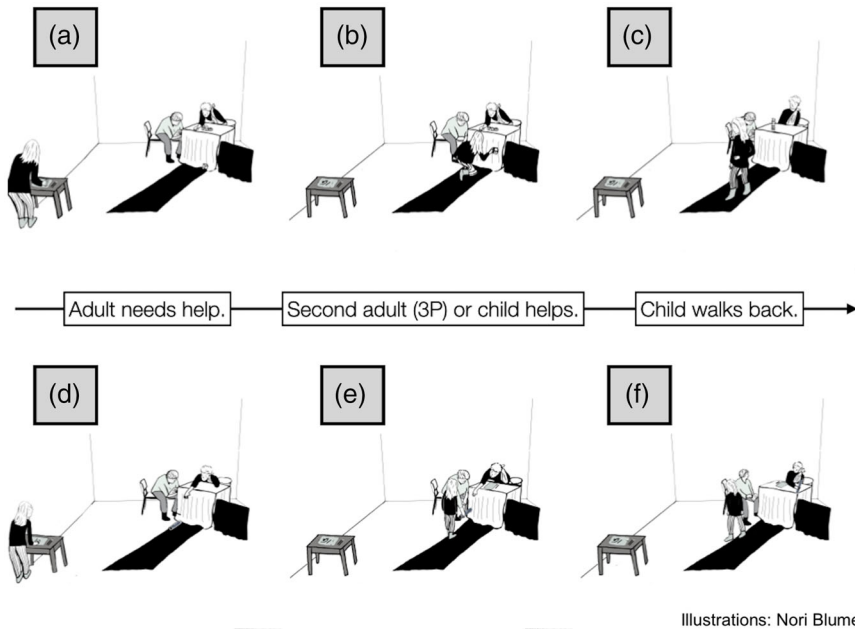 (a)
(b)
(c)
Adult needs help.
Second adult (3P) or child helps.
Child walks back.
(d)
(e)
(f)
Illustrations: Nori Blume